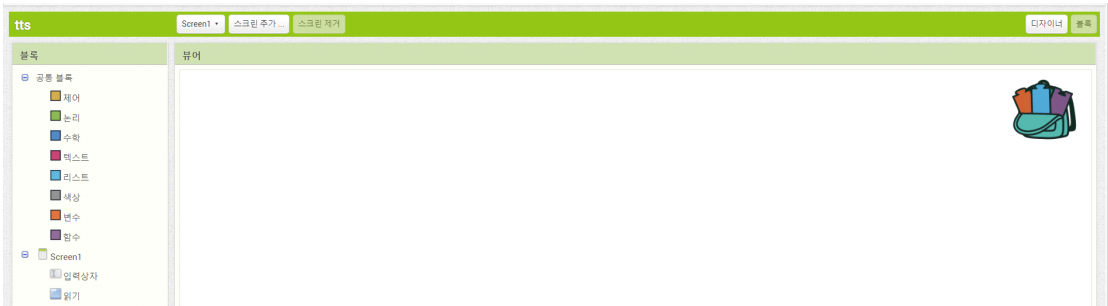 tts
Screen1 ▾ 스크린 추가 ... 스크린 제거 디자이너 블록
블록
뷰어
공통 블록
제어
논리
수학
텍스트
리스트
색상
변수
함수
Screen1
입력상자
읽기